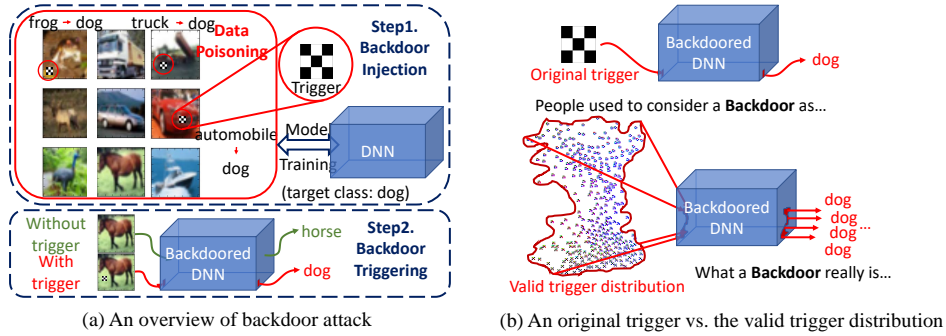 frog → dog
truck → dog
Data
Poisoning
Step1.
Backdoor
Injection
Trigger
automobile
→
dog
Model
Training
DNN
(target class: dog)
Without
trigger
With
trigger
Backdoored
DNN
horse
dog
Step2.
Backdoor
Triggering
(a) An overview of backdoor attack
Original trigger
Backdoored
DNN
dog
People used to consider a Backdoor as...
Backdoored
DNN
dog
dog
dog...
dog
dog
Valid trigger distribution
What a Backdoor really is...
(b) An original trigger vs. the valid trigger distribution